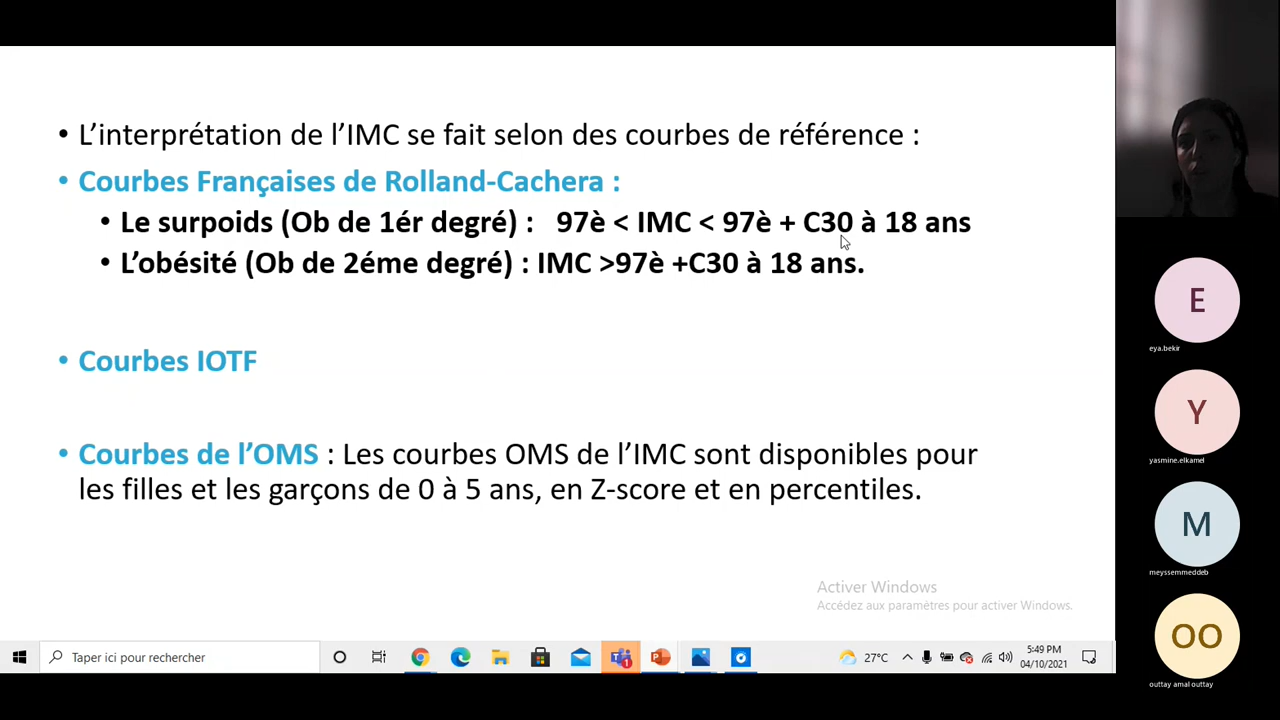 • L’interprétation de l’IMC se fait selon des courbes de référence :
• Courbes Françaises de Rolland-Cachera :
• Le surpoids (Ob de 1ér degré) : 97è < IMC < 97è + C30 à 18 ans
• L’obésité (Ob de 2éme degré) : IMC >97è +C30 à 18 ans.
• Courbes IOTF
• Courbes de l’OMS : Les courbes OMS de l’IMC sont disponibles pour
les filles et les garçons de 0 à 5 ans, en Z-score et en percentiles.
Activer Windows
Accédez aux paramètres pour activer Windows.
Taper ici pour rechercher
1
27°C
5:49 PM
04/10/2021
E
eya.bekir
Y
yasmine.elkamel
M
meyssemmeddeb
OO
outtay amal outtay